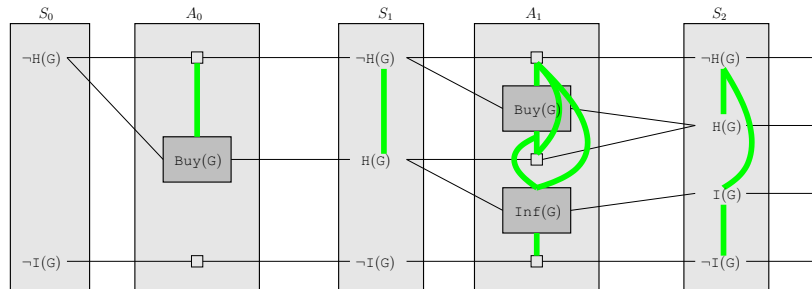 S₀ A₀ S₁ A₁ S₂
¬H(G) ¬H(G) ¬H(G)
Buy(G)
H(G)
Buy(G) H(G)
Inf(G) I(G)
¬I(G) ¬I(G) ¬I(G)